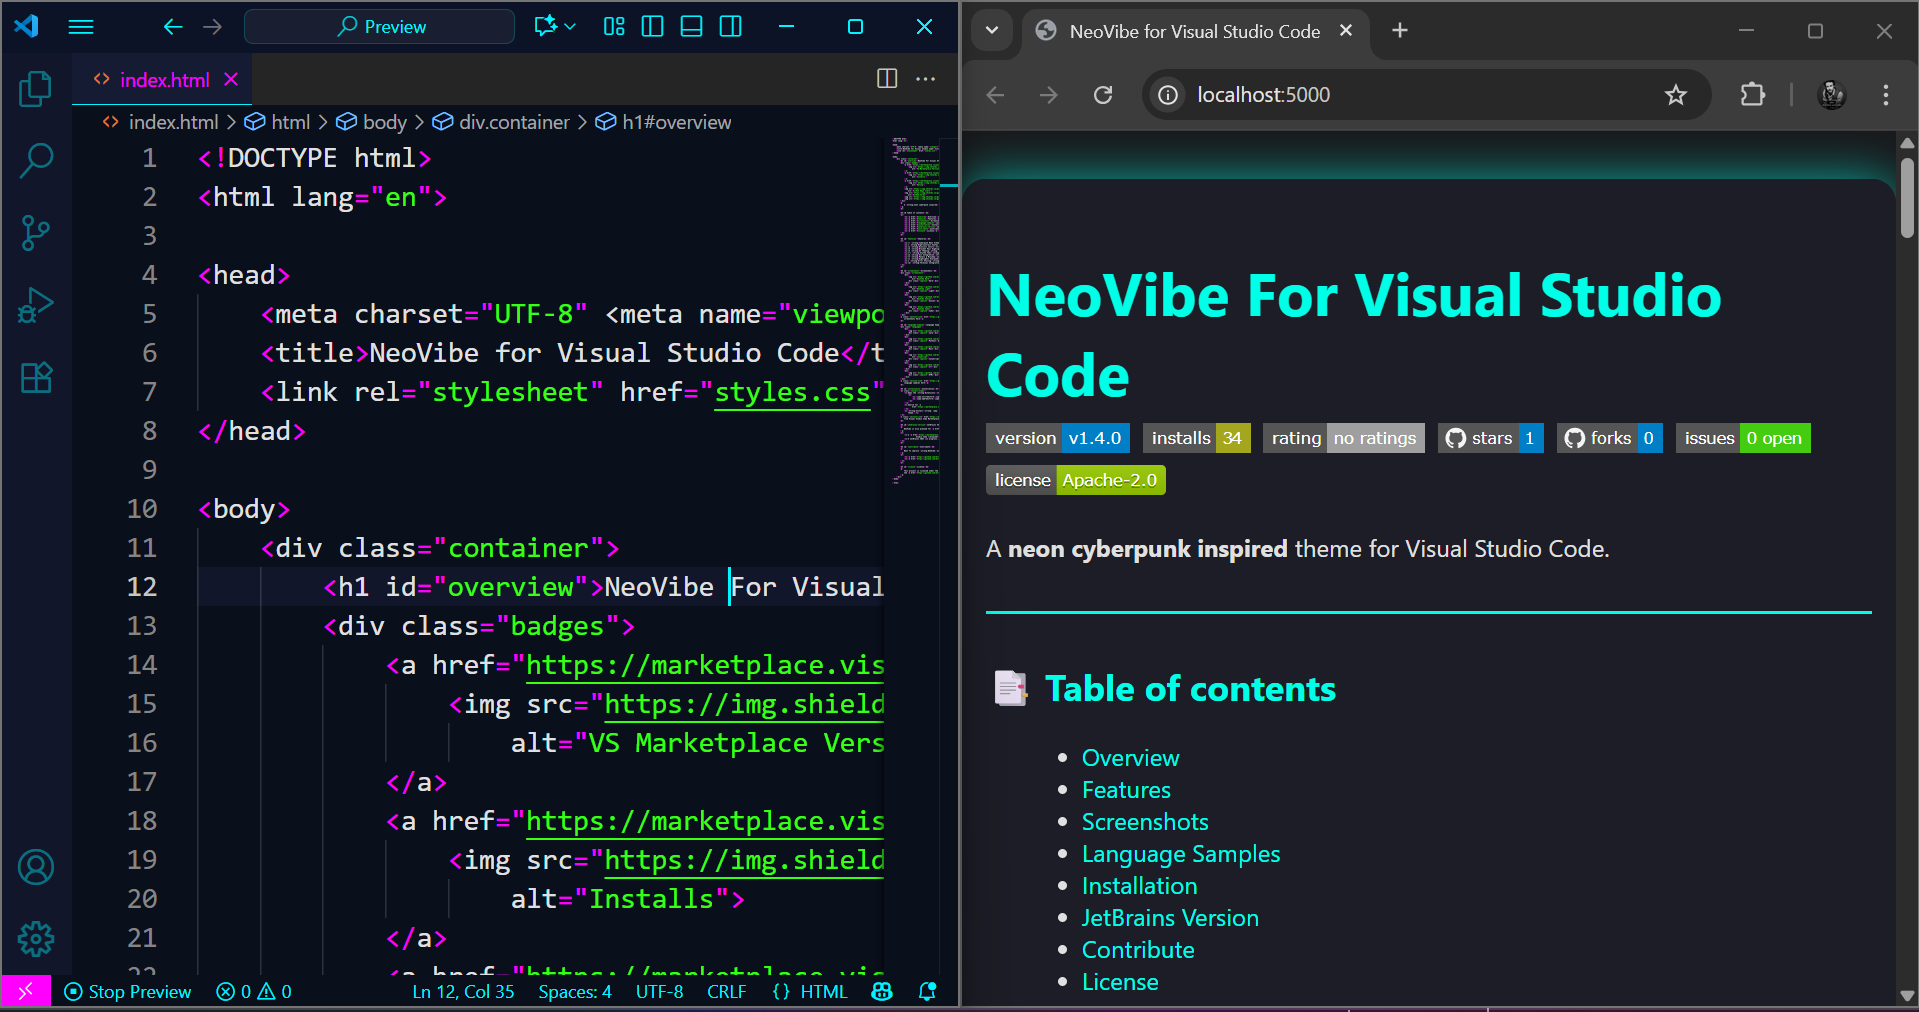 Preview
index.html
index.html > html > body > div.container > h1#overview
1 <!DOCTYPE html>
2 <html lang="en">
3
4 <head>
5 <meta charset="UTF-8" <meta name="viewpo
6 <title>NeoVibe for Visual Studio Code</t
7 <link rel="stylesheet" href="styles.css"
8 </head>
9
10 <body>
11 <div class="container">
12 <h1 id="overview">NeoVibe For Visual
13 <div class="badges">
14 <a href="https://marketplace.vis
15 <img src="https://img.shield
16 alt="VS Marketplace Vers
17 </a>
18 <a href="https://marketplace.vis
19 <img src="https://img.shield
20 alt="Installs">
21 </a>
22 <a href="https://marketplace.vis
Stop Preview 0 0 Ln 12, Col 35 Spaces: 4 UTF-8 CRLF {} HTML
NeoVibe for Visual Studio Code
localhost:5000
NeoVibe For Visual Studio
Code
version v1.4.0 installs 34 rating no ratings stars 1 forks 0 issues 0 open
license Apache-2.0
A neon cyberpunk inspired theme for Visual Studio Code.
Table of contents
Overview
Features
Screenshots
Language Samples
Installation
JetBrains Version
Contribute
License